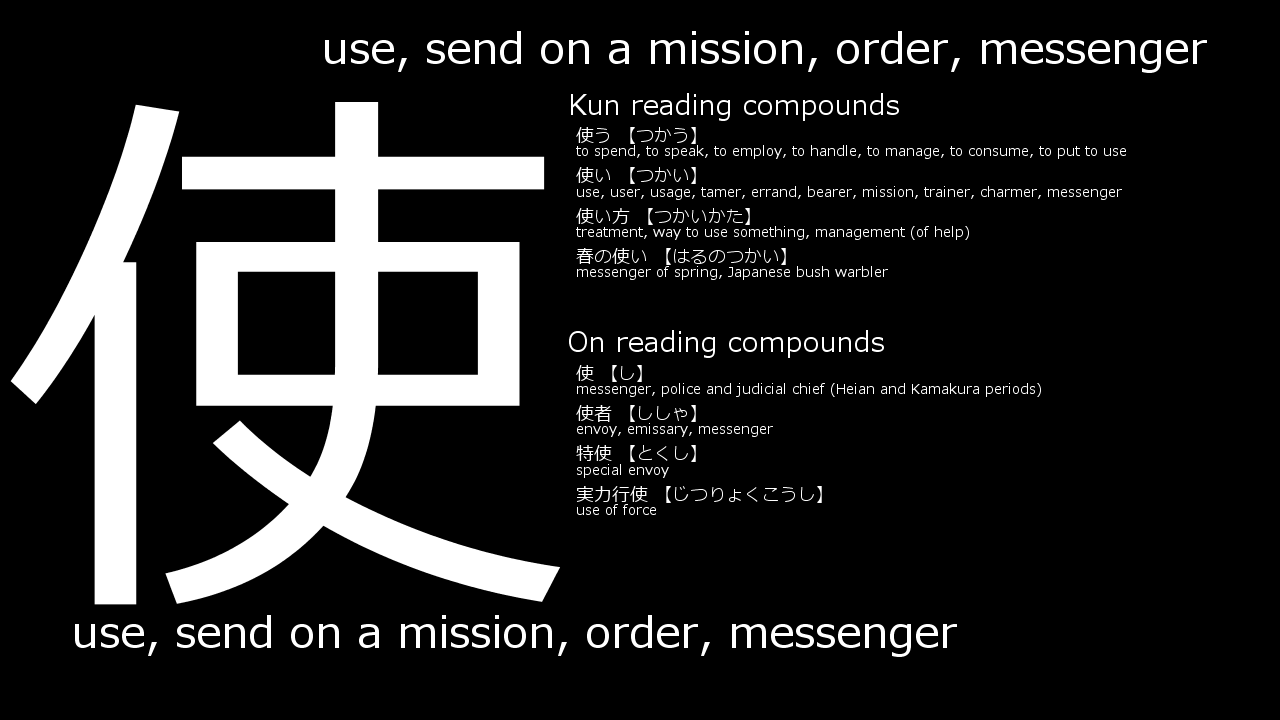 use, send on a mission, order, messenger
使
Kun reading compounds
使う 【つかう】
to spend, to speak, to employ, to handle, to manage, to consume, to put to use
使い 【つかい】
use, user, usage, tamer, errand, bearer, mission, trainer, charmer, messenger
使い方 【つかいかた】
treatment, way to use something, management (of help)
春の使い 【はるのつかい】
messenger of spring, Japanese bush warbler
On reading compounds
使 【し】
messenger, police and judicial chief (Heian and Kamakura periods)
使者 【ししゃ】
envoy, emissary, messenger
特使 【とくし】
special envoy
実力行使 【じつりょくこうし】
use of force
use, send on a mission, order, messenger